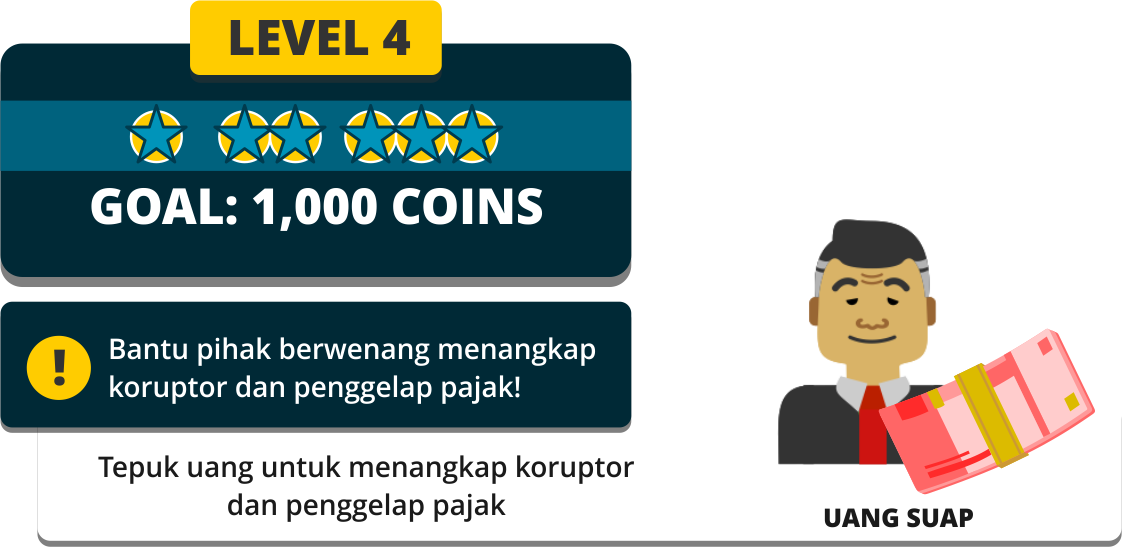 LEVEL 4
GOAL: 1,000 COINS
!
Bantu pihak berwenang menangkap
koruptor dan penggelap pajak!
Tepuk uang untuk menangkap koruptor
dan penggelap pajak
UANG SUAP